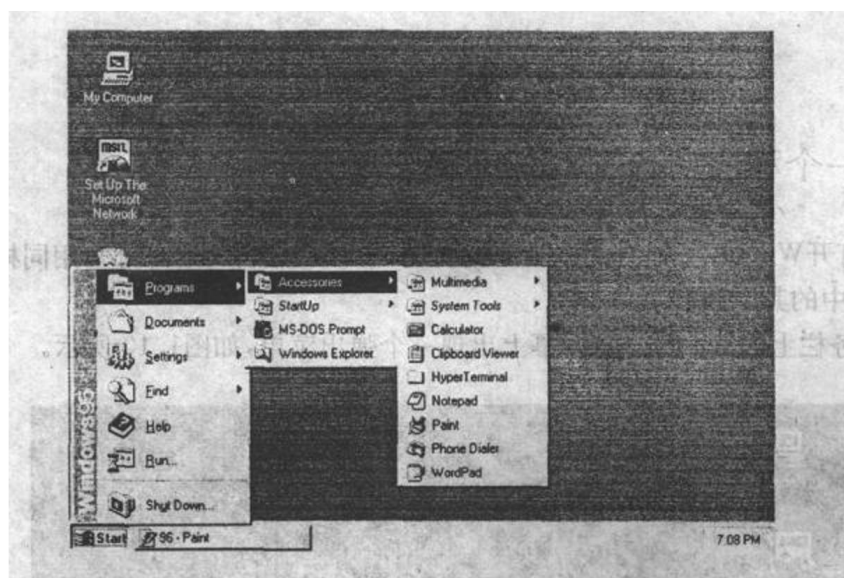 My Computer
Set Up The
Microsoft
Network
Programs
Documents
Settings
Find
Help
Run...
Shut Down...
Windows95
Accessories
StartUp
MS-DOS Prompt
Windows Explorer
Multimedia
System Tools
Calculator
Clipboard Viewer
HyperTerminal
Notepad
Paint
Phone Dialer
WordPad
Start
96 - Paint
7:08 PM